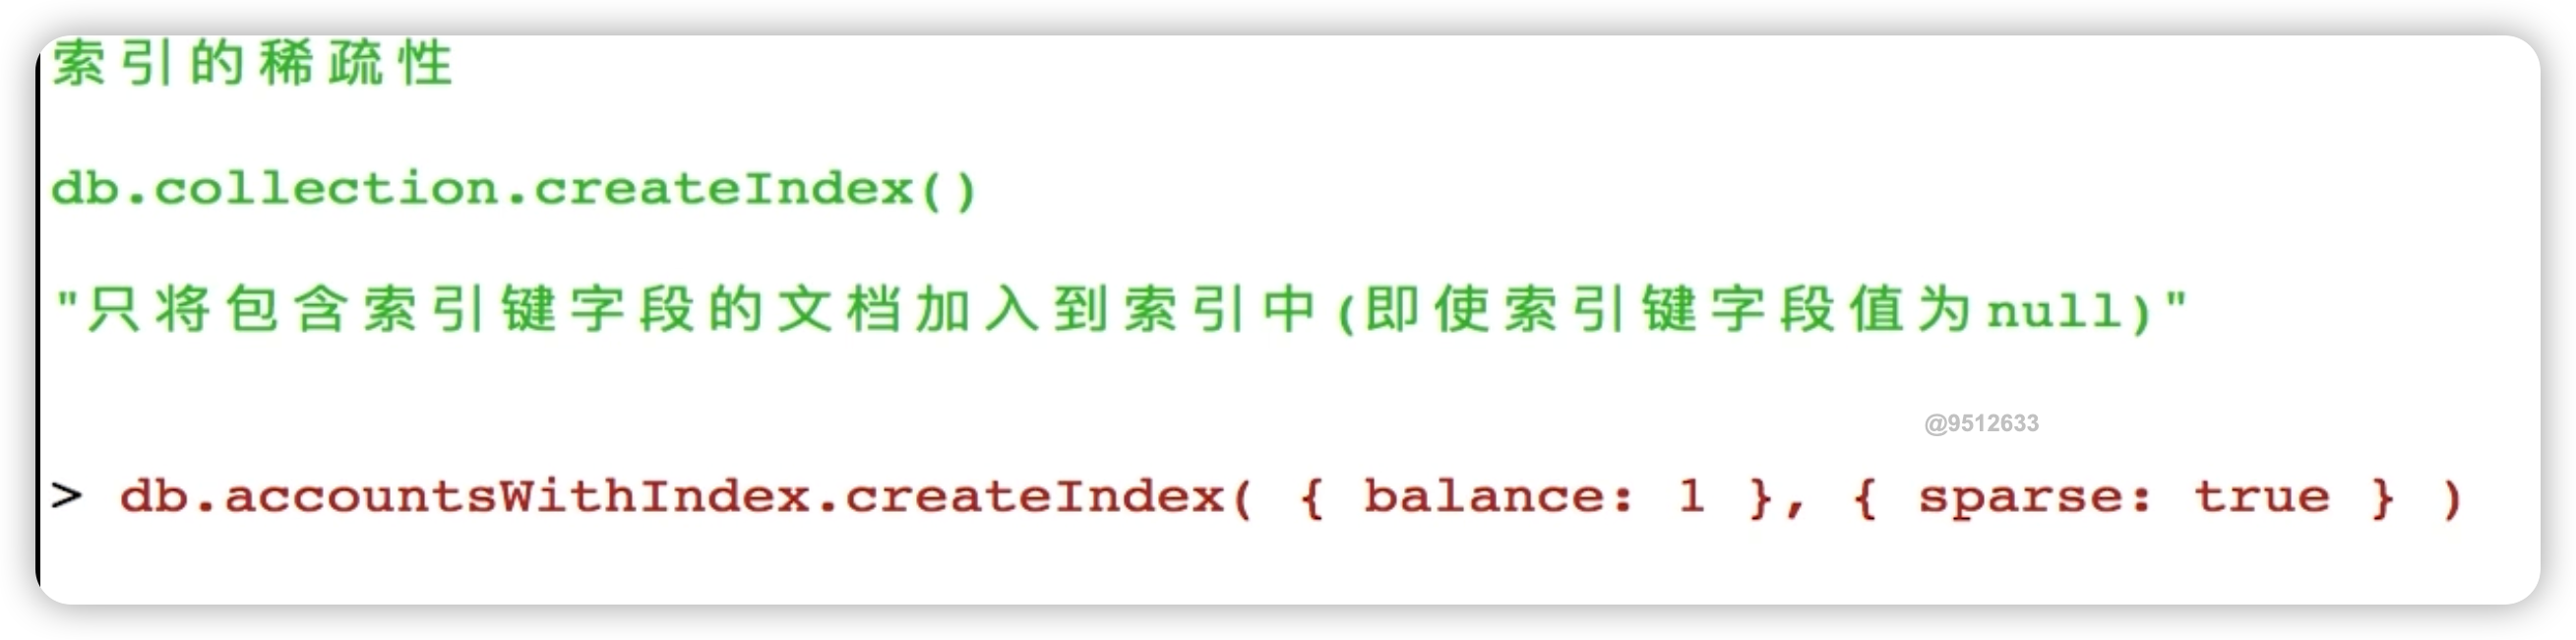 索引的稀疏性
db.collection.createIndex()
"只将包含索引键字段的文档加入到索引中(即使索引键字段值为null)"
@9512633
> db.accountsWithIndex.createIndex( { balance: 1 }, { sparse: true } )